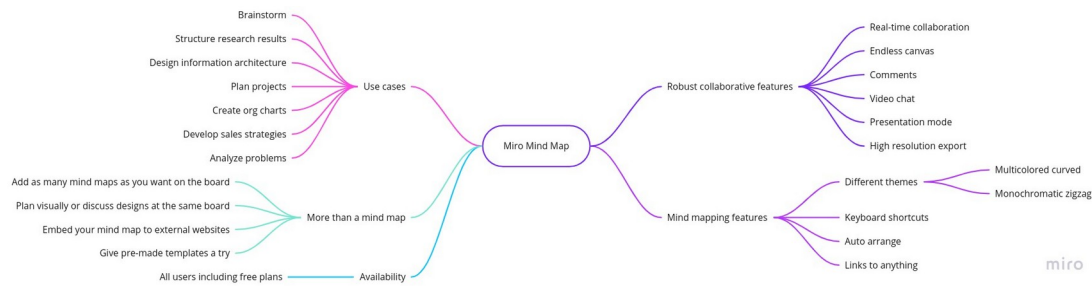 Brainstorm
Structure research results
Design information architecture
Plan projects
Create org charts
Develop sales strategies
Analyze problems
Use cases
Add as many mind maps as you want on the board
Plan visually or discuss designs at the same board
Embed your mind map to external websites
Give pre-made templates a try
More than a mind map
All users including free plans
Availability
Miro Mind Map
Robust collaborative features
Real-time collaboration
Endless canvas
Comments
Video chat
Presentation mode
High resolution export
Mind mapping features
Different themes
Multicolored curved
Monochromatic zigzag
Keyboard shortcuts
Auto arrange
Links to anything
miro